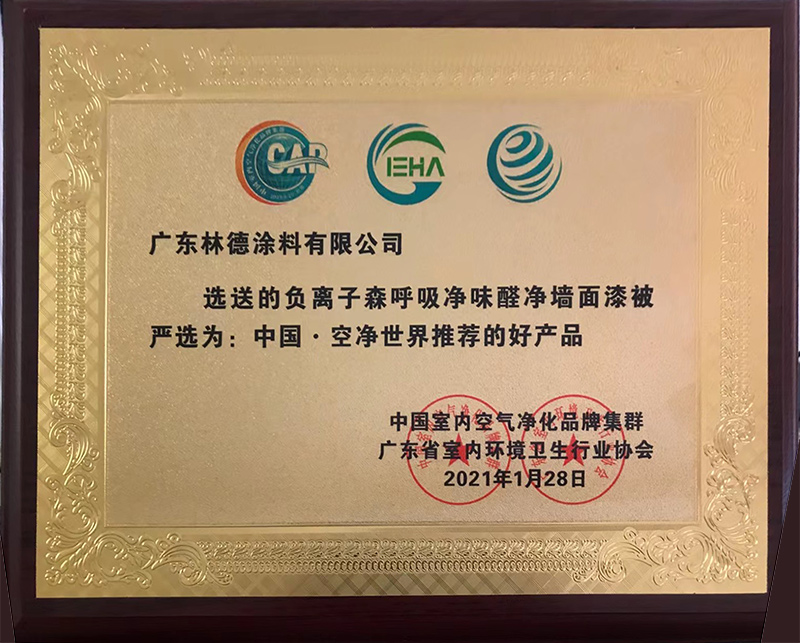 CAP
IEHA
广东林德涂料有限公司
选送的负离子森呼吸净味醛净墙面漆被
严选为：中国·空净世界推荐的好产品
中国室内空气净化品牌集群
广东省室内环境卫生行业协会
2021年1月28日